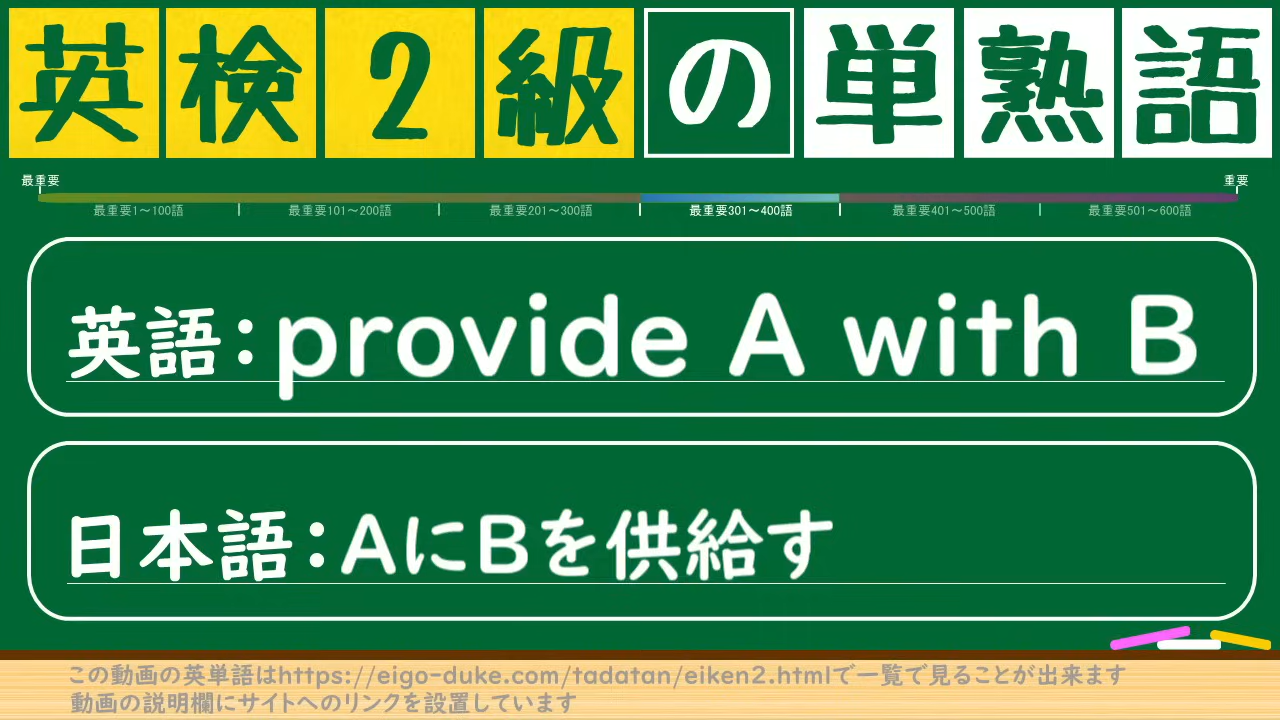 英検2級の単熟語
最重要 重要
最重要1～100語 最重要101～200語 最重要201～300語 最重要301～400語 最重要401～500語 最重要501～600語
英語：provide A with B
日本語：AにBを供給す
この動画の英単語はhttps://eigo-duke.com/tadatan/eiken2.htmlで一覧で見ることが出来ます
動画の説明欄にサイトへのリンクを設置しています